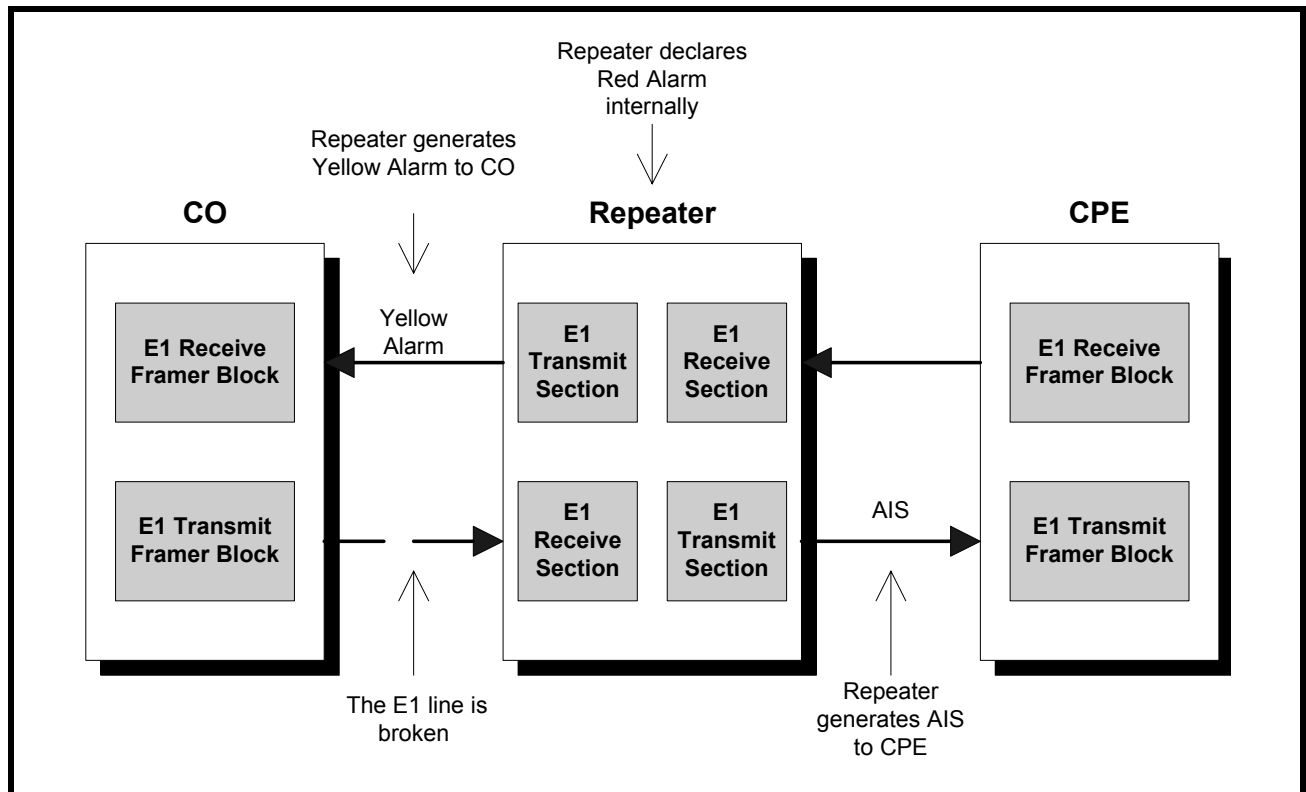 Repeater declares
Red Alarm
internally
Repeater generates
Yellow Alarm to CO
CO
Repeater
CPE
E1 Receive
Framer Block
Yellow
Alarm
E1
Transmit
Section
E1
Receive
Section
E1 Receive
Framer Block
E1 Transmit
Framer Block
E1
Receive
Section
E1
Transmit
Section
AIS
E1 Transmit
Framer Block
The E1 line is
broken
Repeater
generates AIS
to CPE